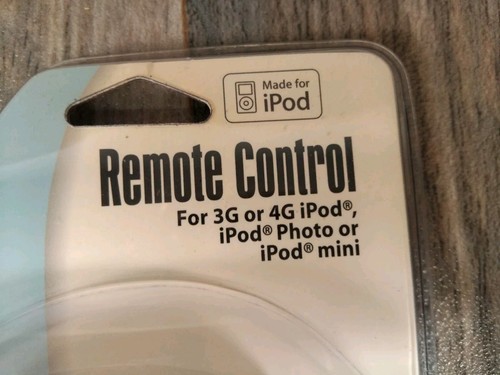 Made for
iPod
Remote Control
For 3G or 4G iPod®,
iPod® Photo or
iPod® mini